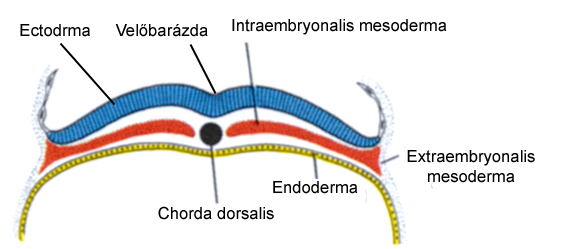 Ectodrma
Velőbarázda
Intraembryonalis mesoderma
Extraembryonalis
mesoderma
Endoderma
Chorda dorsalis